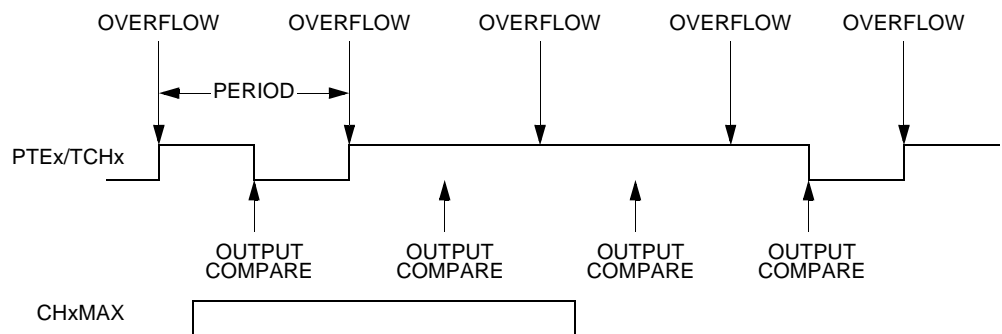 OVERFLOW OVERFLOW OVERFLOW OVERFLOW OVERFLOW
PERIOD
PTEx/TCHx
OUTPUT COMPARE
OUTPUT COMPARE
OUTPUT COMPARE
OUTPUT COMPARE
CHxMAX